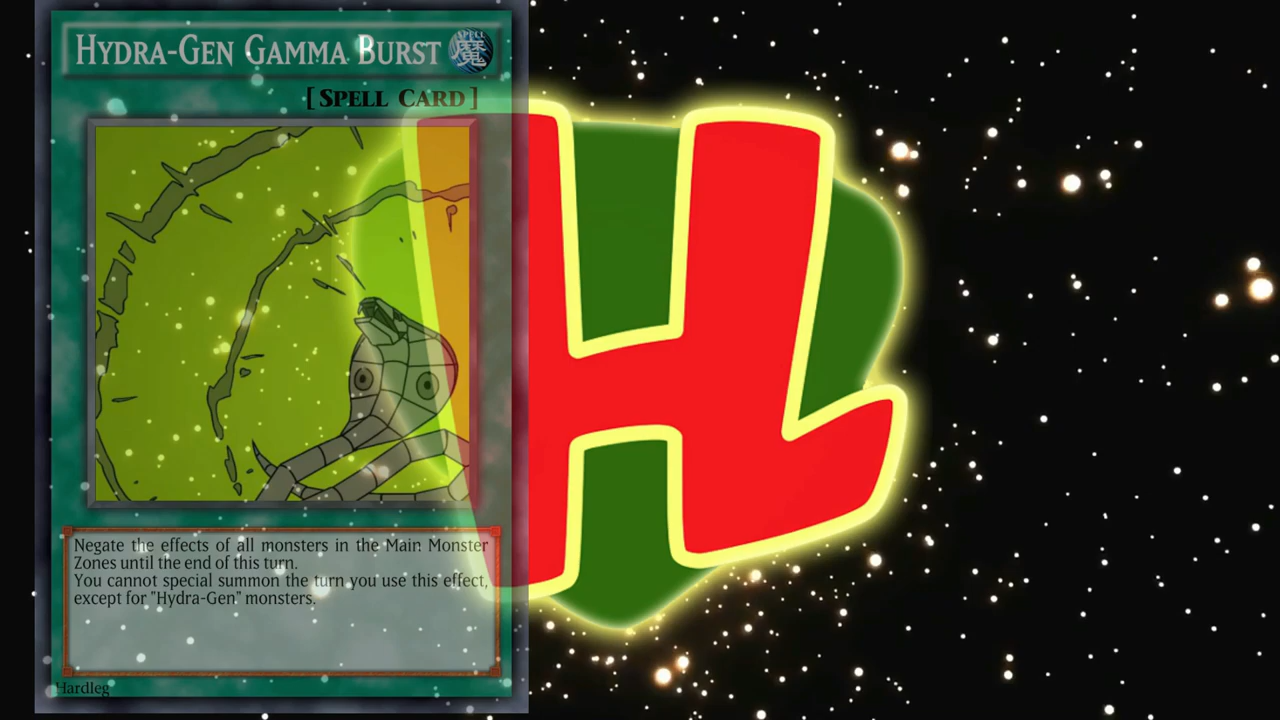 HYDRA-GEN GAMMA BURST
SPELL
魔
[SPELL CARD]
HL
Negate the effects of all monsters in the Main Monster
Zones until the end of this turn.
You cannot special summon the turn you use this effect,
except for "Hydra-Gen" monsters.
Hardleg